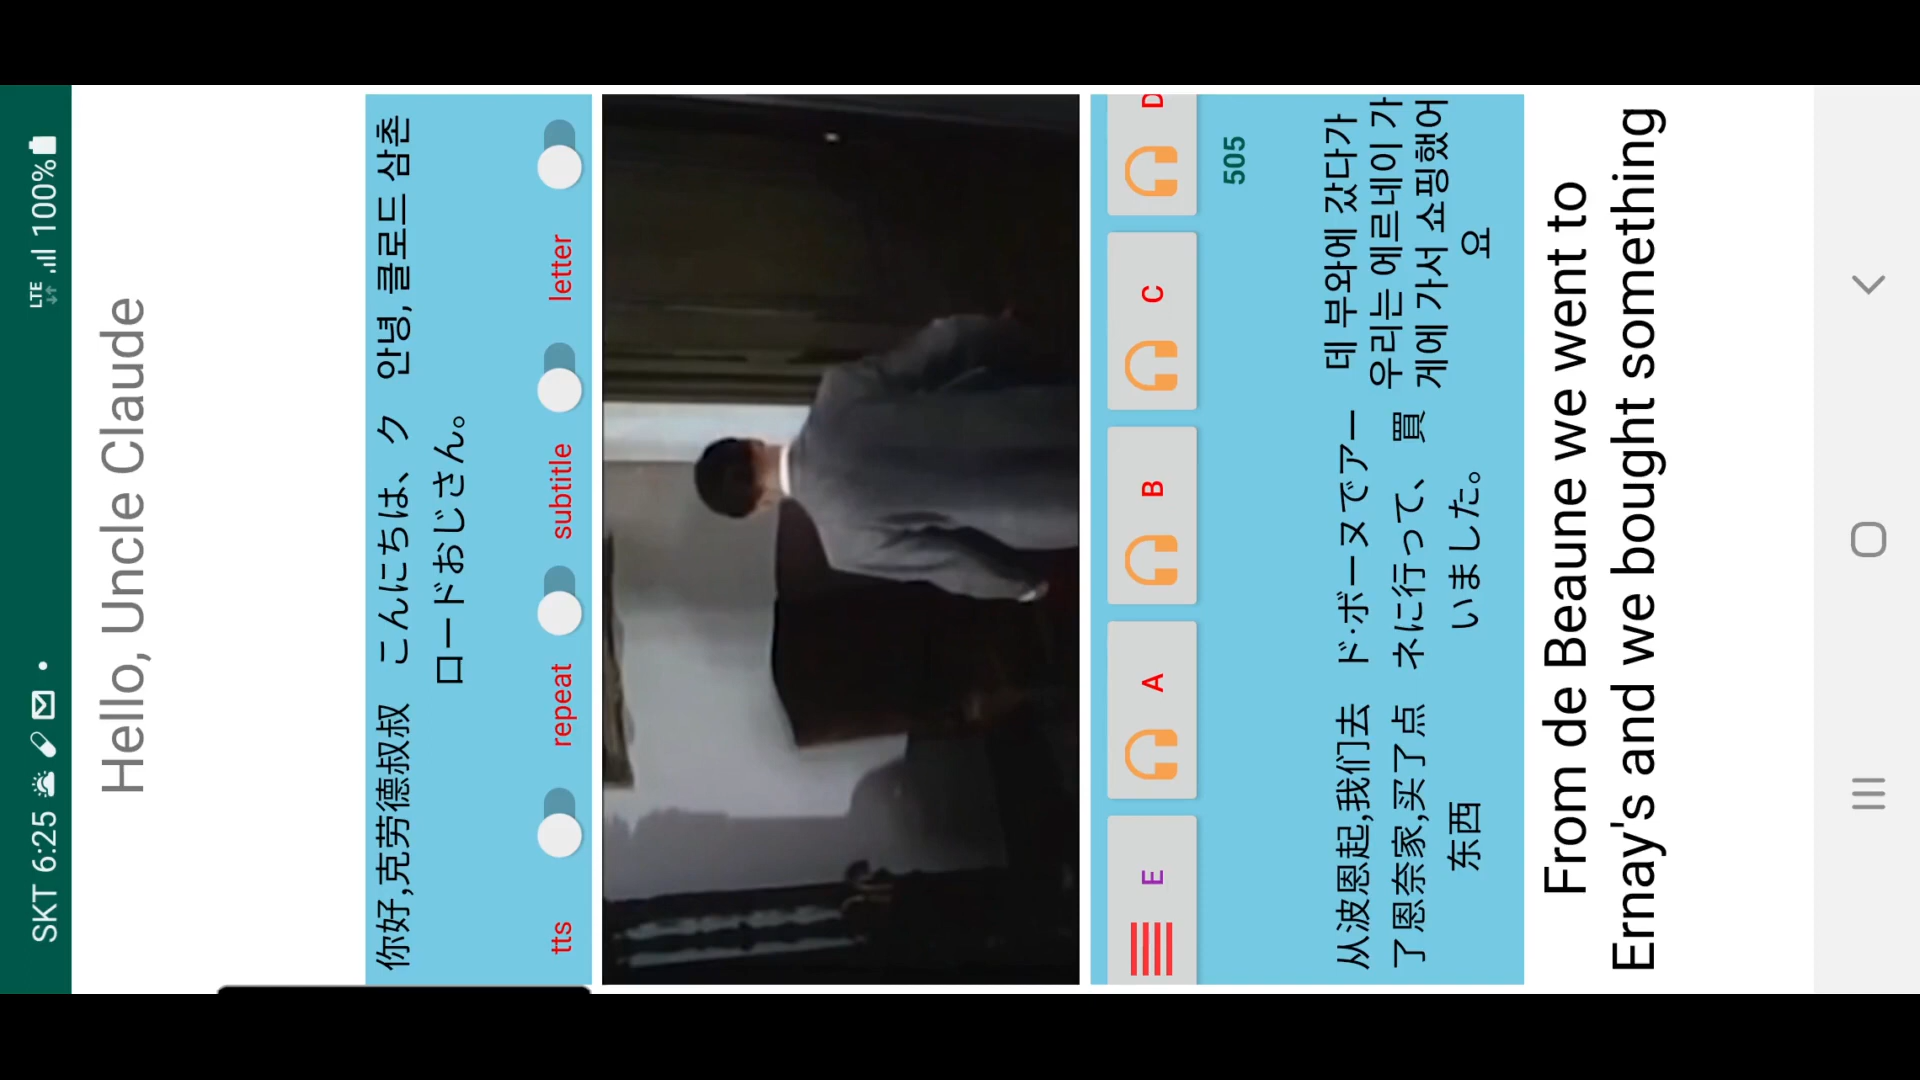 SKT 6:25
LTE
100%
Hello, Uncle Claude
你好,克劳德叔叔
こんにちは、ク
ロードおじさん。
안녕, 클로드 삼촌
tts
repeat
subtitle
letter
E
A
B
C
D
505
从波恩起,我们去
了恩奈家,买了点
东西
ド·ボーヌでアー
ネに行って、買
いました。
데 부와에 갔다가
우리는 에르네이 가
게에 가서 쇼핑했어
요
From de Beaune we went to
Ernay's and we bought something